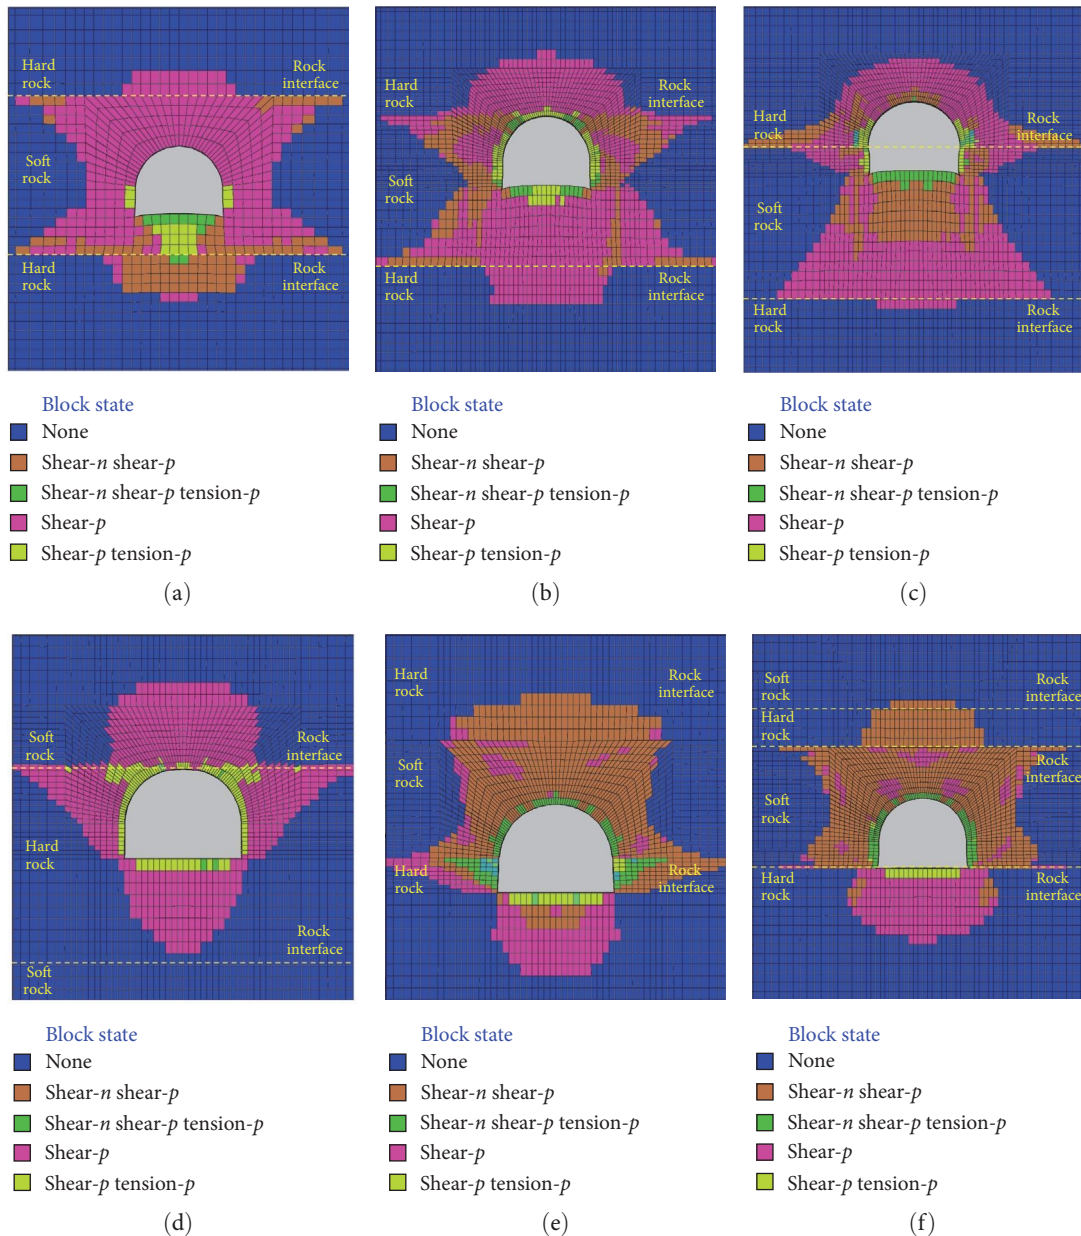 Hard
rock
Rock
interface
Soft
rock
Hard
rock
Rock
interface
Block state
None
Shear-n shear-p
Shear-n shear-p tension-p
Shear-p
Shear-p tension-p
(a)
Hard
rock
Rock
interface
Soft
rock
Hard
rock
Rock
interface
Block state
None
Shear-n shear-p
Shear-n shear-p tension-p
Shear-p
Shear-p tension-p
(b)
Hard
rock
Rock
interface
Soft
rock
Hard
rock
Rock
interface
Block state
None
Shear-n shear-p
Shear-n shear-p tension-p
Shear-p
Shear-p tension-p
(c)
Soft
rock
Rock
interface
Hard
rock
Rock
interface
Soft
rock
Block state
None
Shear-n shear-p
Shear-n shear-p tension-p
Shear-p
Shear-p tension-p
(d)
Hard
rock
Rock
interface
Soft
rock
Hard
rock
Rock
interface
Block state
None
Shear-n shear-p
Shear-n shear-p tension-p
Shear-p
Shear-p tension-p
(e)
Soft
rock
Rock
interface
Hard
rock
Rock
interface
Soft
rock
Hard
rock
Rock
interface
Block state
None
Shear-n shear-p
Shear-n shear-p tension-p
Shear-p
Shear-p tension-p
(f)